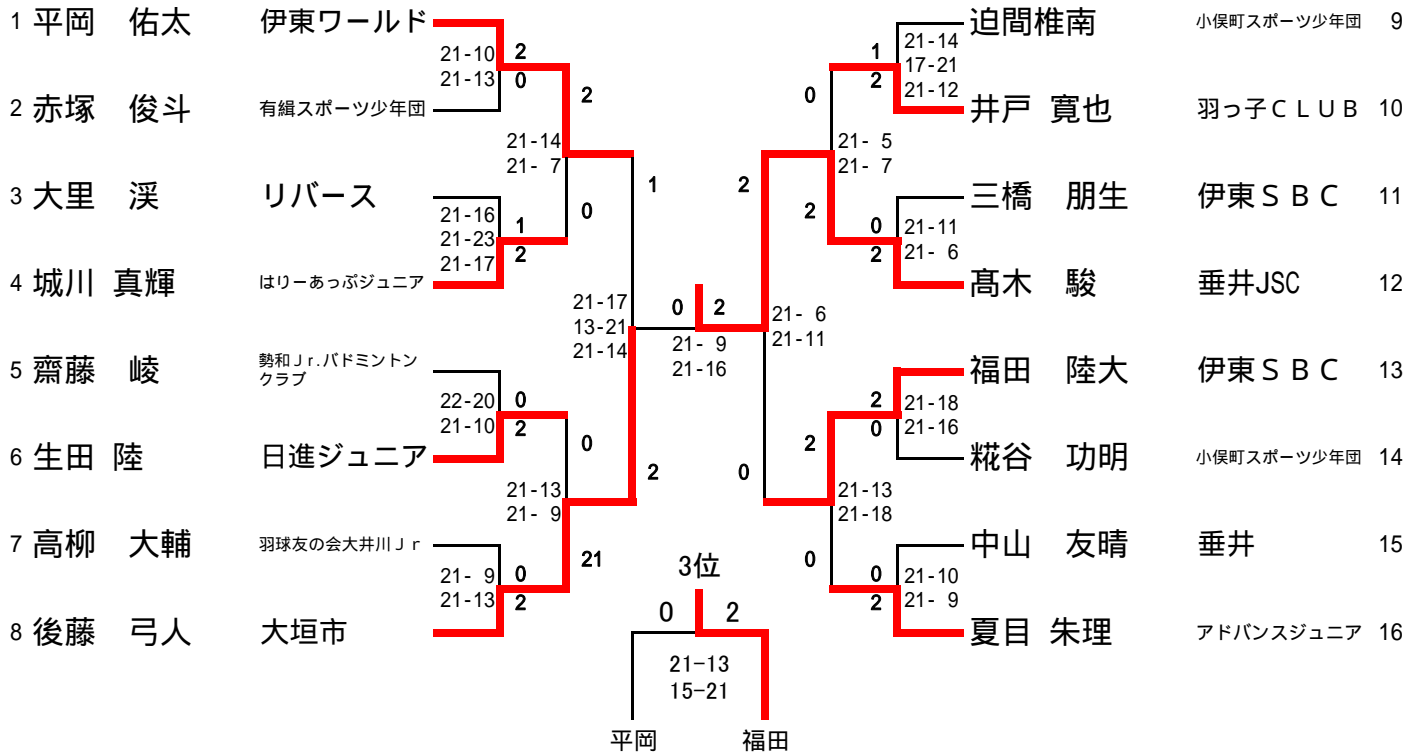 1 平岡 佑太 伊東ワールド
21-10 2
21-13 0
2 赤塚 俊斗 有緝スポーツ少年団
2
21-14
21- 7
3 大里 渓 リバース
0
21-16 1
21-23
21-17 2
4 城川 真輝 はりーあっぷジュニア
1
21-17
13-21
21-14
5 齋藤 崚 勢和Jr.バドミントン
クラブ
22-20 0
21-10 2
6 生田 陸 日進ジュニア
0
2
21-13
21- 9
7 高柳 大輔 羽球友の会大井川Jr
21
21- 9 0
21-13 2
8 後藤 弓人 大垣市
0 2
21- 9
21-16
迫間椎南 小俣町スポーツ少年団 9
1 21-14
17-21
2 21-12
井戸 寛也 羽っ子CLUB 10
0
21- 5
21- 7
2
三橋 朋生 伊東SBC 11
2
0 21-11
2 21- 6
髙木 駿 垂井JSC 12
21- 6
21-11
福田 陸大 伊東SBC 13
2 21-18
0 21-16
糀谷 功明 小俣町スポーツ少年団 14
2
0
21-13
21-18
中山 友晴 垂井 15
0
0 21-10
2 21- 9
夏目 朱理 アドバンスジュニア 16
3位
0 2
21-13
15-21
平岡 福田